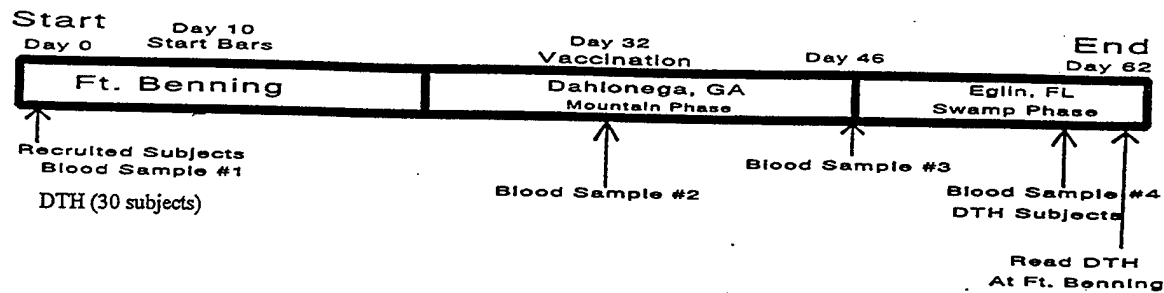 Start
Day 0
Day 10
Start Bars
Day 32
Vaccination
Day 46
End
Day 62
Ft. Benning
Dahlonega, GA
Mountain Phase
Eglin, FL
Swamp Phase
Recruited Subjects
Blood Sample #1
DTH (30 subjects)
Blood Sample #2
Blood Sample #3
Blood Sample #4
DTH Subjects
Read DTH
At Ft. Benning